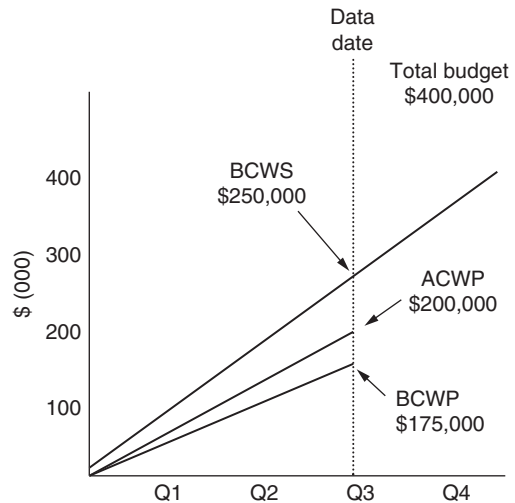 Data
date
Total budget
$400,000
BCWS
$250,000
ACWP
$200,000
BCWP
$175,000
$ (000)
400
300
200
100
Q1 Q2 Q3 Q4